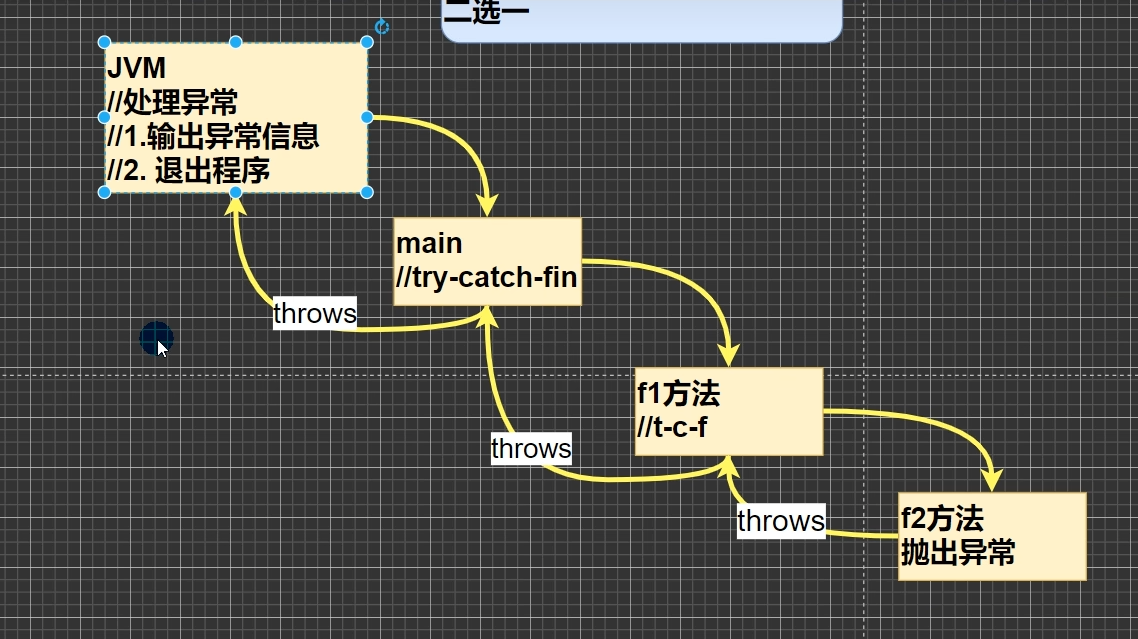 二选一
JVM
//处理异常
//1.输出异常信息
//2. 退出程序
main
//try-catch-fin
throws
f1方法
//t-c-f
throws
f2方法
抛出异常
throws